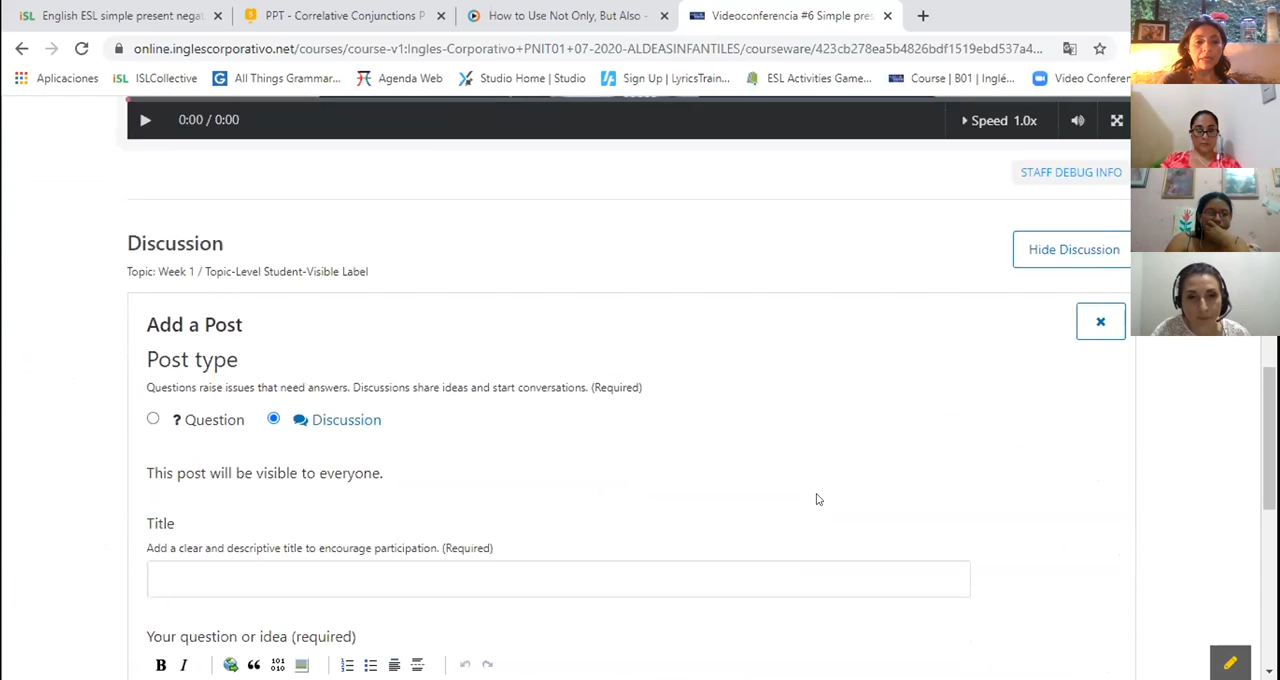 English ESL simple present negat
PPT - Correlative Conjunctions P
How to Use Not Only, But Also -
Videoconferencia #6 Simple pres
online.inglescorporativo.net/courses/course-v1:Ingles-Corporativo+PNIT01+07-2020-ALDEASINFANTILES/courseware/423cb278ea5b4826bdf1519ebd537a4...
Aplicaciones
iSL ISLCollective
All Things Grammar...
Agenda Web
Studio Home | Studio
Sign Up | LyricsTrain...
ESL Activities Game...
Course | B01 | Inglé...
Video Conferen
0:00 / 0:00
Speed 1.0x
STAFF DEBUG INFO
Discussion
Hide Discussion
Topic: Week 1 / Topic-Level Student-Visible Label
Add a Post
Post type
Questions raise issues that need answers. Discussions share ideas and start conversations. (Required)
? Question
Discussion
This post will be visible to everyone.
Title
Add a clear and descriptive title to encourage participation. (Required)
Your question or idea (required)
B I